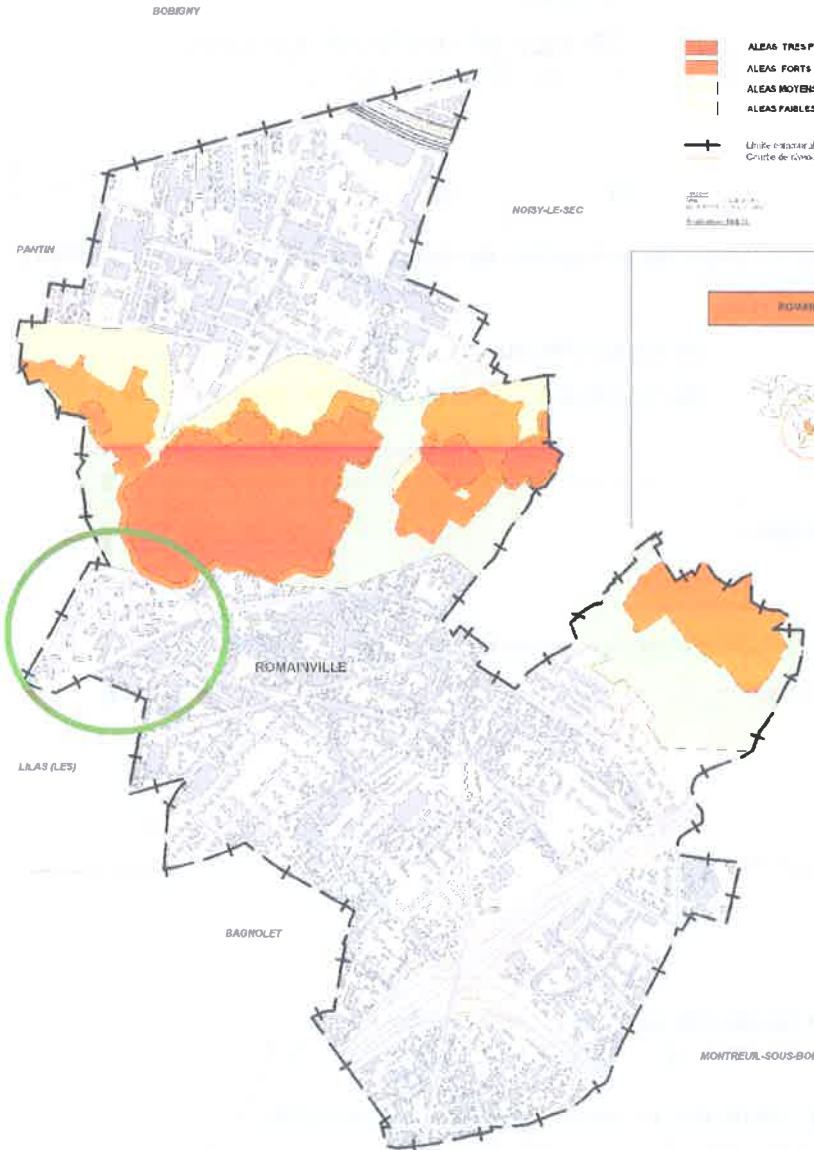 BOBIGNY
ALEAS TRES F
ALEAS FORTS
ALEAS MOYENS
ALEAS FAIBLES
NOISY-LE-SEC
PANTIN
ROMAINVILLE
LILAS (LES)
BAGNOLET
MONTREUIL-SOUS-BOI